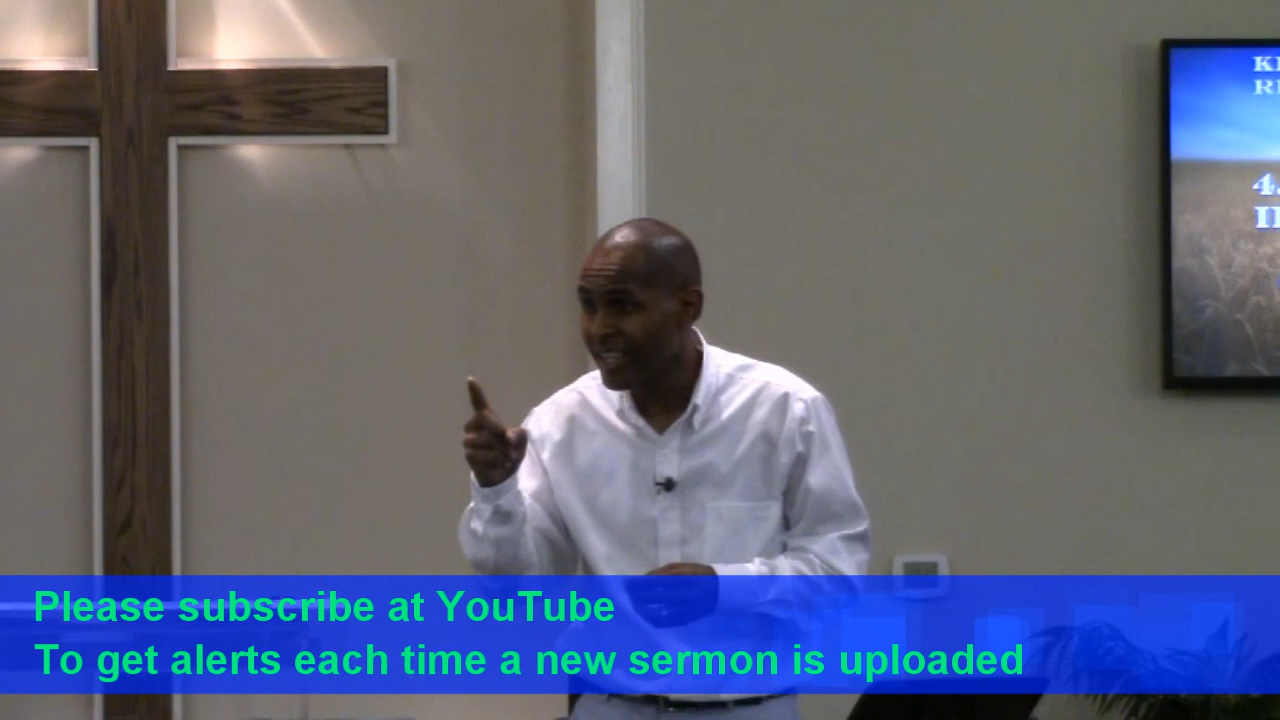 Please subscribe at YouTube
To get alerts each time a new sermon is uploaded